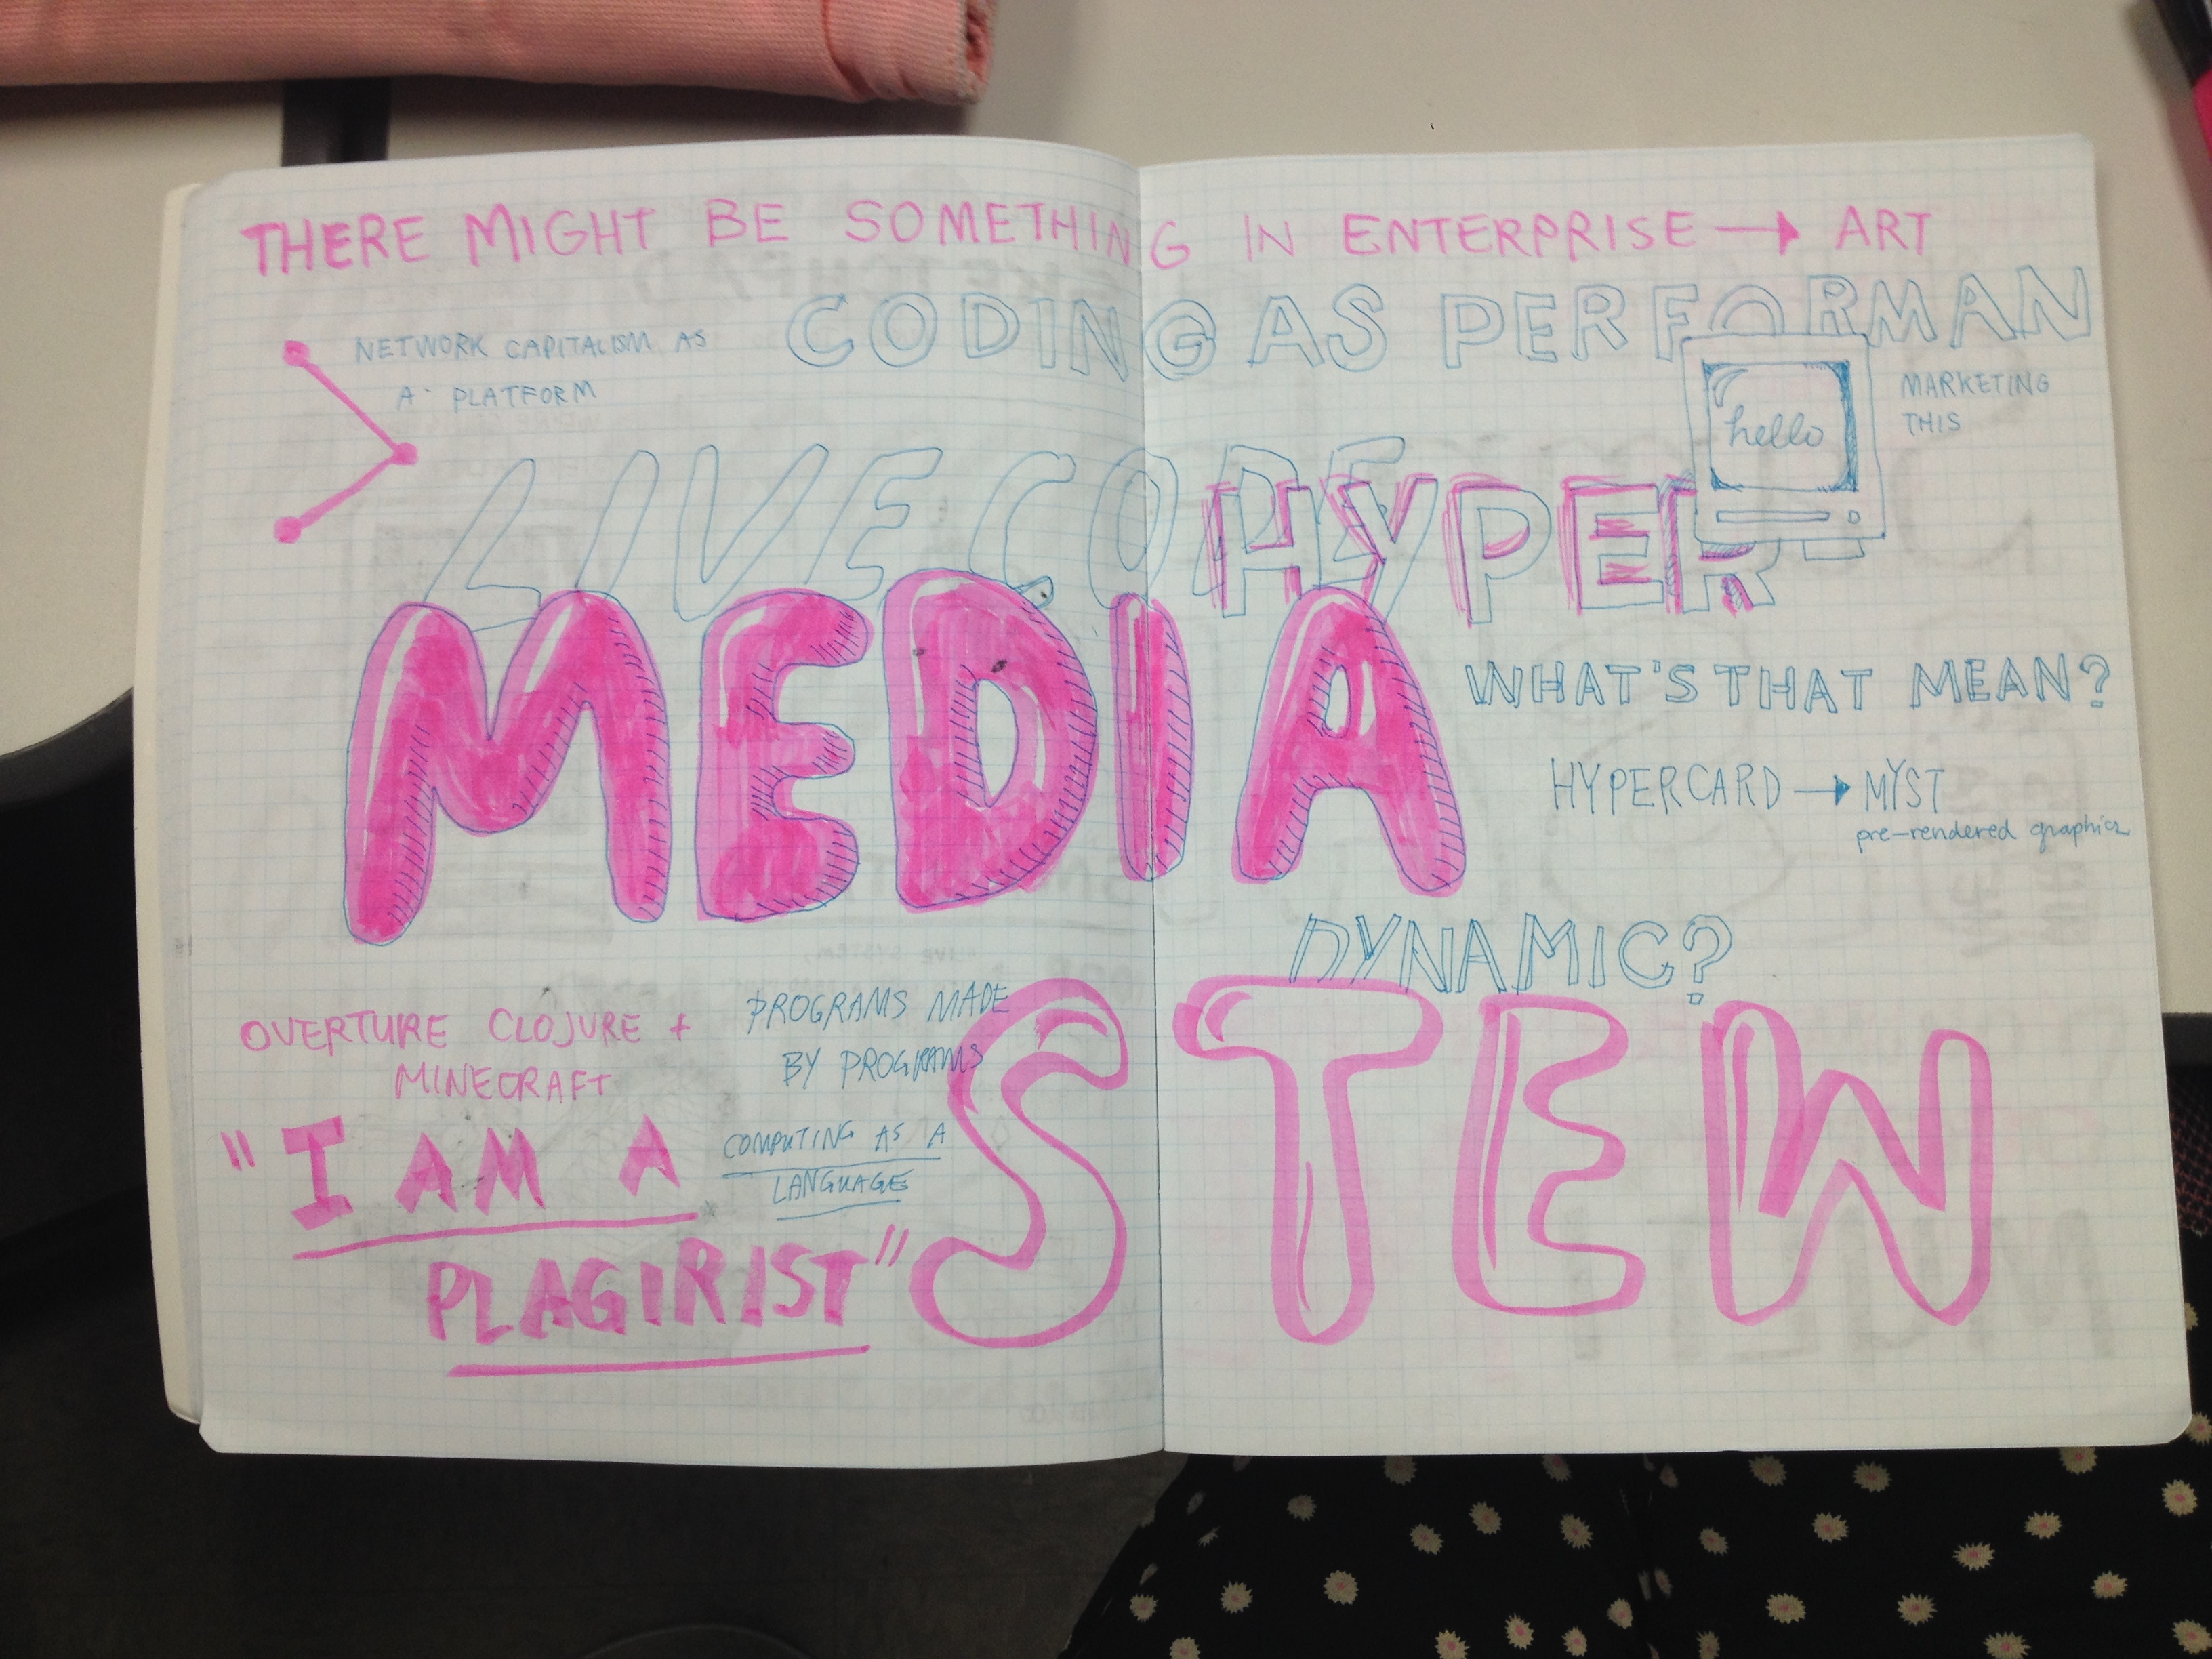 THERE MIGHT BE SOMETHING IN ENTERPRISE → ART
CODING AS PERFORMAN
NETWORK CAPITALISM AS
A PLATFORM
hello
MARKETING
THIS
LIVE CODE
HYPER
MEDIA
WHAT'S THAT MEAN?
HYPERCARD → MYST
pre-rendered graphics
DYNAMIC?
STEW
OVERTURE CLOJURE +
MINECRAFT
PROGRAMS MADE
BY PROGRAMS
COMPUTING AS A
LANGUAGE
"I AM A
PLAGIRIST"